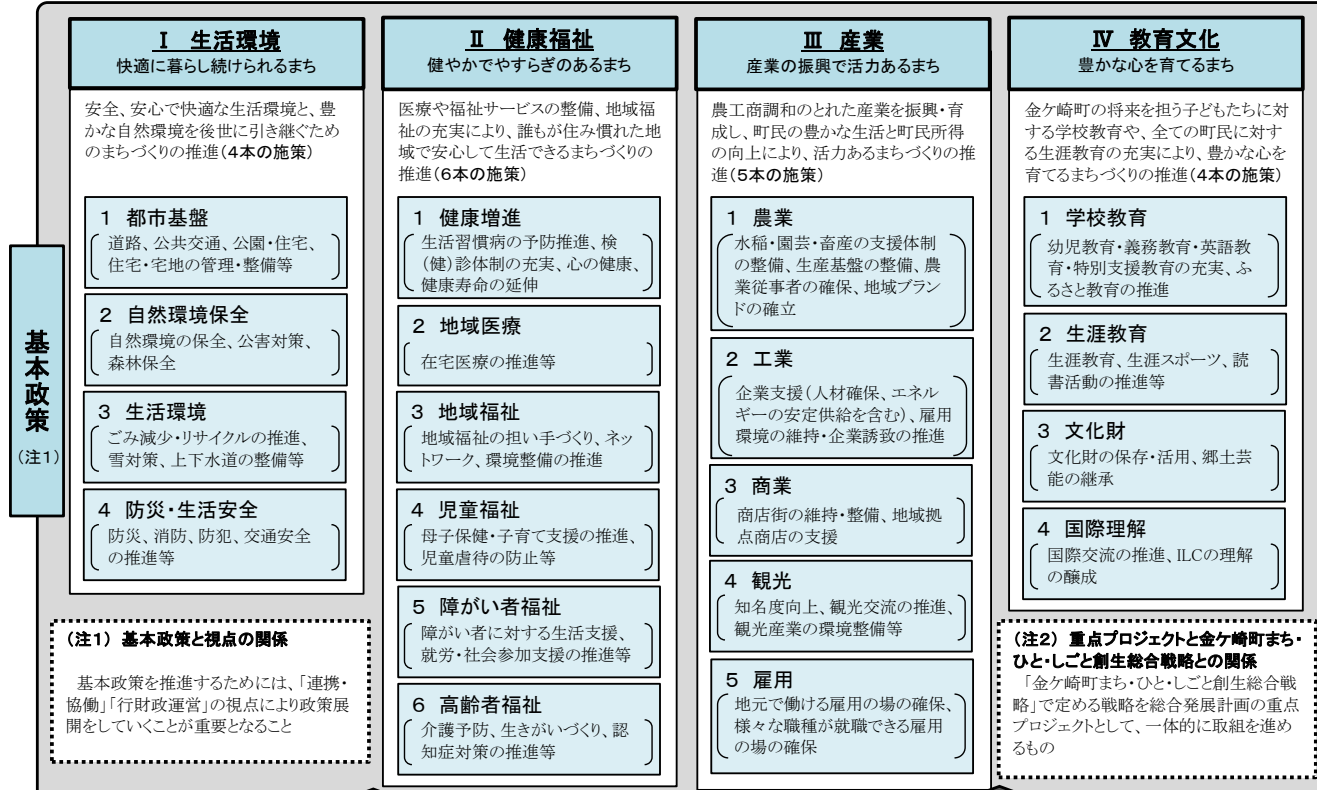 基本政策
(注1)
Ⅰ 生活環境
快適に暮らし続けられるまち
安全、安心で快適な生活環境と、豊
かな自然環境を後世に引き継ぐため
のまちづくりの推進(4本の施策)
1 都市基盤
道路、公共交通、公園・住宅、
住宅・宅地の管理・整備等
2 自然環境保全
自然環境の保全、公害対策、
森林保全
3 生活環境
ごみ減少・リサイクルの推進、
雪対策、上下水道の整備等
4 防災・生活安全
防災、消防、防犯、交通安全
の推進等
(注1) 基本政策と視点の関係
基本政策を推進するためには、「連携・
協働」「行財政運営」の視点により政策展
開をしていくことが重要となること
Ⅱ 健康福祉
健やかでやすらぎのあるまち
医療や福祉サービスの整備、地域福
祉の充実により、誰もが住み慣れた地
域で安心して生活できるまちづくりの
推進(6本の施策)
1 健康増進
生活習慣病の予防推進、検
(健)診体制の充実、心の健康、
健康寿命の延伸
2 地域医療
在宅医療の推進等
3 地域福祉
地域福祉の担い手づくり、ネッ
トワーク、環境整備の推進
4 児童福祉
母子保健・子育て支援の推進、
児童虐待の防止等
5 障がい者福祉
障がい者に対する生活支援、
就労・社会参加支援の推進等
6 高齢者福祉
介護予防、生きがいづくり、認
知症対策の推進等
Ⅲ 産業
産業の振興で活力あるまち
農工商調和のとれた産業を振興・育
成し、町民の豊かな生活と町民所得
の向上により、活力あるまちづくりの推
進(5本の施策)
1 農業
水稲・園芸・畜産の支援体制
の整備、生産基盤の整備、農
業従事者の確保、地域ブラン
ドの確立
2 工業
企業支援(人材確保、エネル
ギーの安定供給を含む)、雇用
環境の維持・企業誘致の推進
3 商業
商店街の維持・整備、地域拠
点商店の支援
4 観光
知名度向上、観光交流の推進、
観光産業の環境整備等
5 雇用
地元で働ける雇用の場の確保、
様々な職種が就職できる雇用
の場の確保
Ⅳ 教育文化
豊かな心を育てるまち
金ケ崎町の将来を担う子どもたちに対
する学校教育や、全ての町民に対す
る生涯教育の充実により、豊かな心を
育てるまちづくりの推進(4本の施策)
1 学校教育
幼児教育・義務教育・英語教
育・特別支援教育の充実、ふ
るさと教育の推進
2 生涯教育
生涯教育、生涯スポーツ、読
書活動の推進等
3 文化財
文化財の保存・活用、郷土芸
能の継承
4 国際理解
国際交流の推進、ILCの理解
の醸成
(注2) 重点プロジェクトと金ケ崎町まち・
ひと・しごと創生総合戦略との関係
「金ケ崎町まち・ひと・しごと創生総合戦
略」で定める戦略を総合発展計画の重点
プロジェクトとして、一体的に取組を進め
るもの